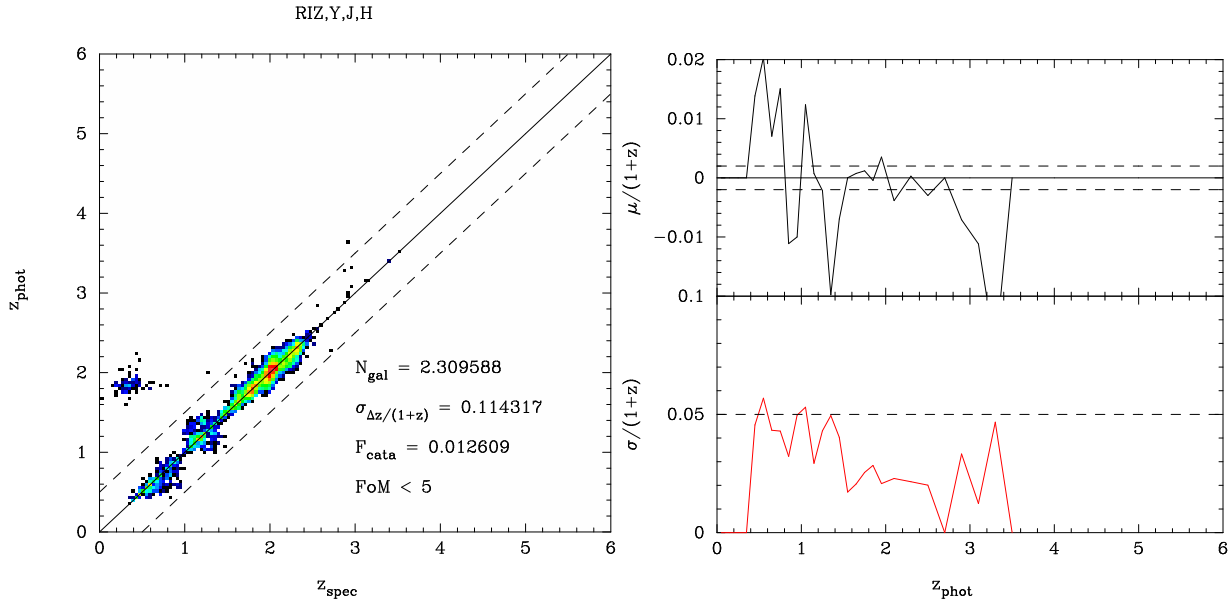 RIZ,Y,J,H
6
5
4
3
2
1
0
0 1 2 3 4 5 6
z_phot
z_spec
N_gal = 2.309588
σ_Δz/(1+z) = 0.114317
F_cata = 0.012609
FoM < 5
0.02
0.01
0
−0.01
μ/(1+z)
0.1
0.05
0
σ/(1+z)
0 1 2 3 4 5 6
z_phot